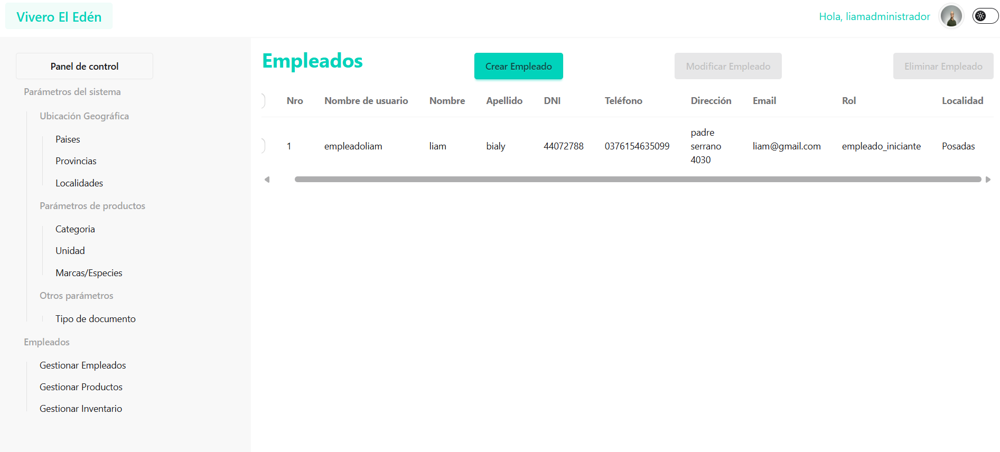 Vivero El Edén
Hola, liamadministrador
Panel de control
Parámetros del sistema
Ubicación Geográfica
Paises
Provincias
Localidades
Parámetros de productos
Categoria
Unidad
Marcas/Especies
Otros parámetros
Tipo de documento
Empleados
Gestionar Empleados
Gestionar Productos
Gestionar Inventario
Empleados
Crear Empleado
Modificar Empleado
Eliminar Empleado
Nro Nombre de usuario Nombre Apellido DNI Teléfono Dirección Email Rol Localidad
1 empleadoliam liam bialy 44072788 0376154635099 padre serrano 4030 liam@gmail.com empleado_iniciante Posadas